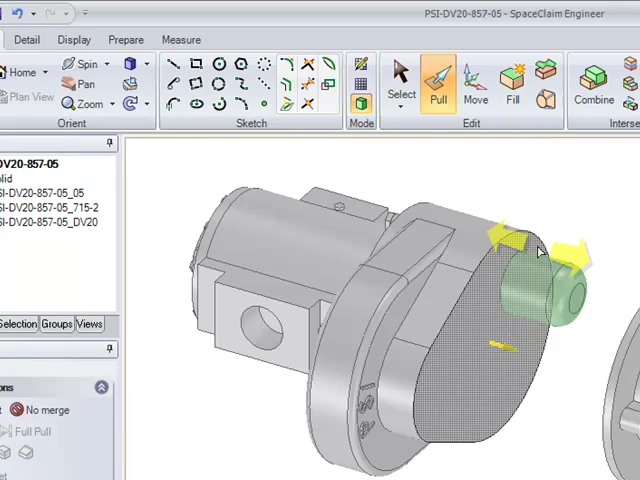 PSI-DV20-857-05 - SpaceClaim Engineer
Detail Display Prepare Measure
Home Spin
Plan View Pan
Zoom
Select Pull Move Fill Combine
Orient Sketch Mode Edit
DV20-857-05
SI-DV20-857-05_05
SI-DV20-857-05_715-2
SI-DV20-857-05_DV20
Selection Groups Views
No merge
Full Pull